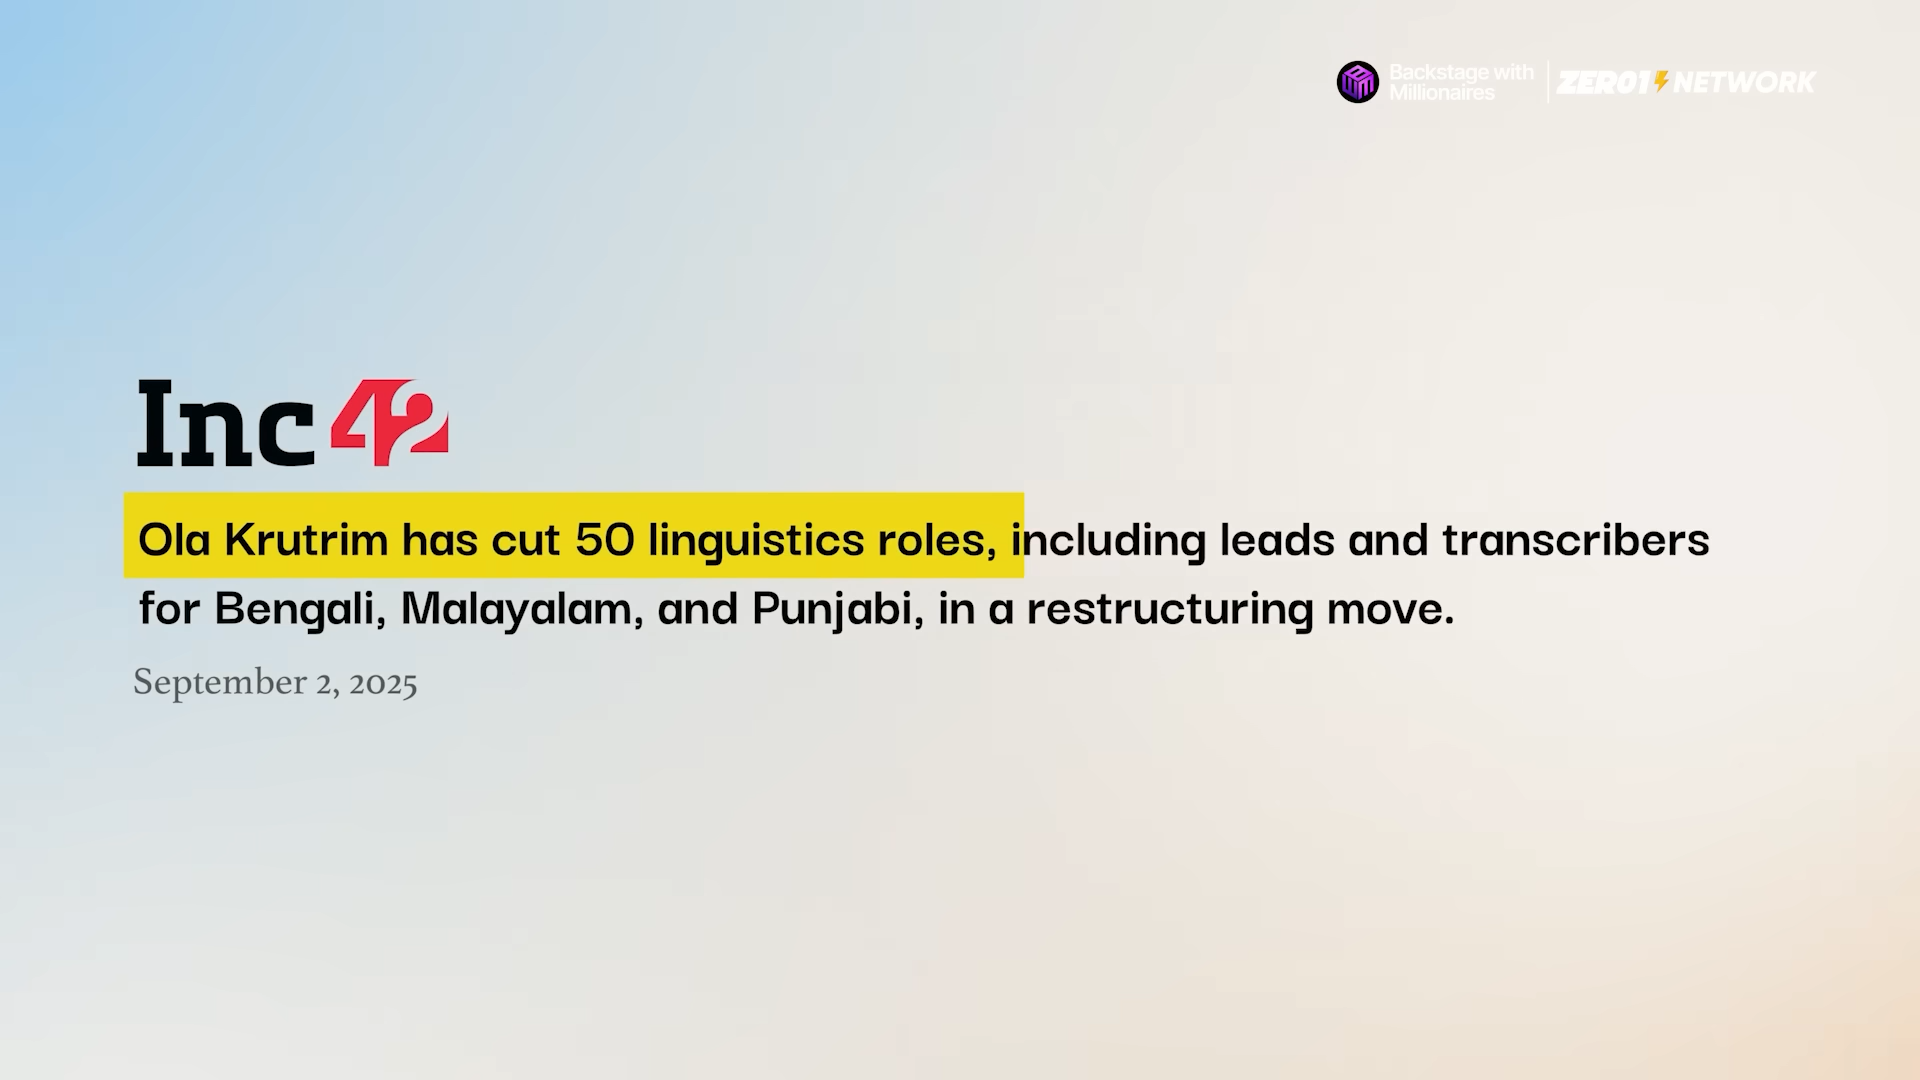 Backstage with
Millionaires
ZERO1 NETWORK
Inc42
Ola Krutrim has cut 50 linguistics roles, including leads and transcribers
for Bengali, Malayalam, and Punjabi, in a restructuring move.
September 2, 2025